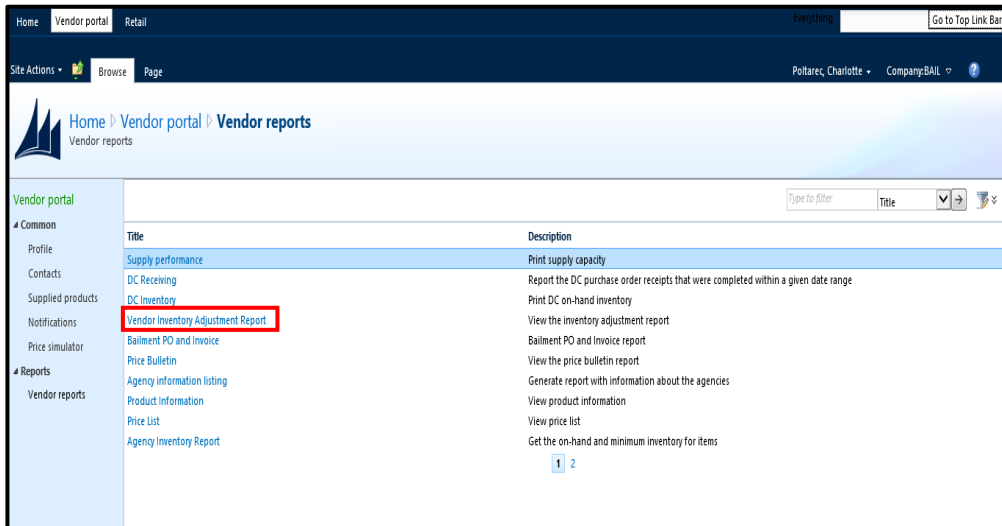 Home Vendor portal Retail Everything Go to Top Link Bar
Site Actions Browse Page Poltarec, Charlotte Company:BAIL ?
Home Vendor portal Vendor reports
Vendor reports
Vendor portal
Common
Profile
Contacts
Supplied products
Notifications
Price simulator
Reports
Vendor reports
Type to filter Title
Title Description
Supply performance Print supply capacity
DC Receiving Report the DC purchase order receipts that were completed within a given date range
DC Inventory Print DC on-hand inventory
Vendor Inventory Adjustment Report View the inventory adjustment report
Bailment PO and Invoice Bailment PO and Invoice report
Price Bulletin View the price bulletin report
Agency information listing Generate report with information about the agencies
Product Information View product information
Price List View price list
Agency Inventory Report Get the on-hand and minimum inventory for items
1 2